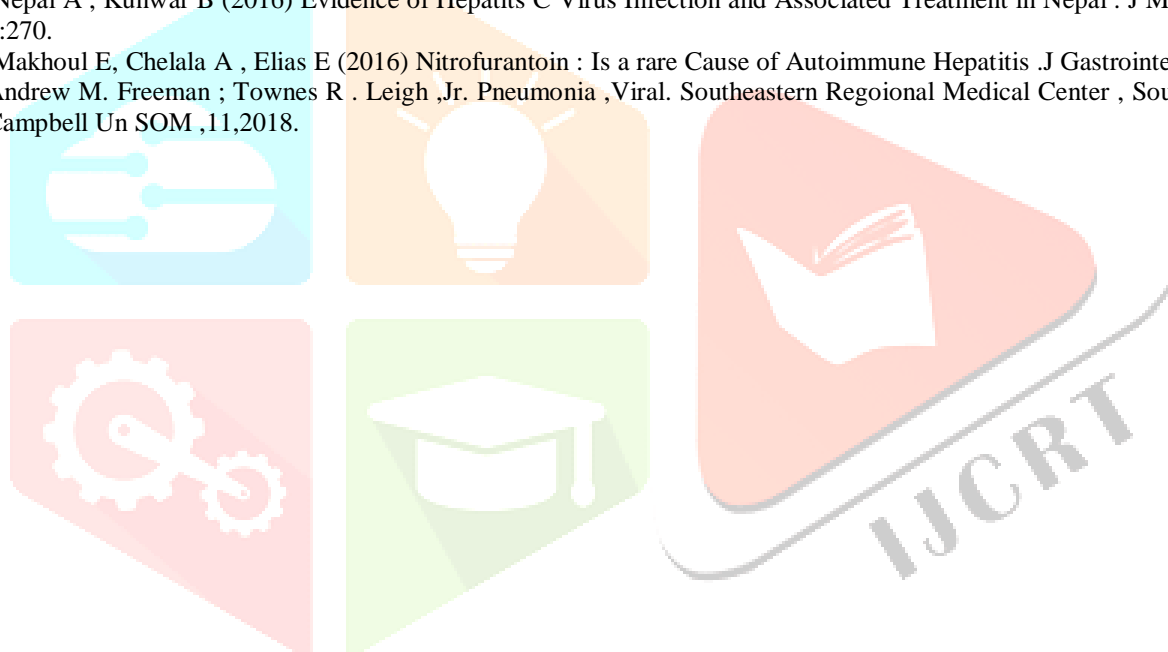 Nepal A , Kunwar B (2016) Evidence of Hepatits C Virus Infection and Associated Treatment in Nepal . J M
:270.
Makhoul E, Chelala A , Elias E (2016) Nitrofurantoin : Is a rare Cause of Autoimmune Hepatitis .J Gastrointe
Andrew M. Freeman ; Townes R . Leigh ,Jr. Pneumonia ,Viral. Southeastern Regoional Medical Center , Sou
Campbell Un SOM ,11,2018.
IJCRT